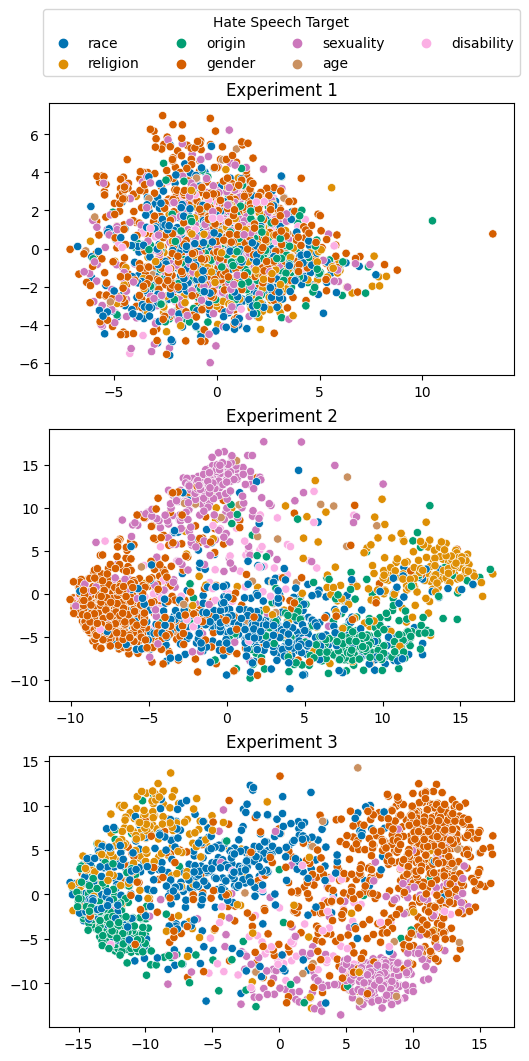 Hate Speech Target
race origin sexuality disability
religion gender age
Experiment 1
6
4
2
0
−2
−4
−6
−5 0 5 10
Experiment 2
15
10
5
0
−5
−10
−10 −5 0 5 10 15
Experiment 3
15
10
5
0
−5
−10
−15 −10 −5 0 5 10 15